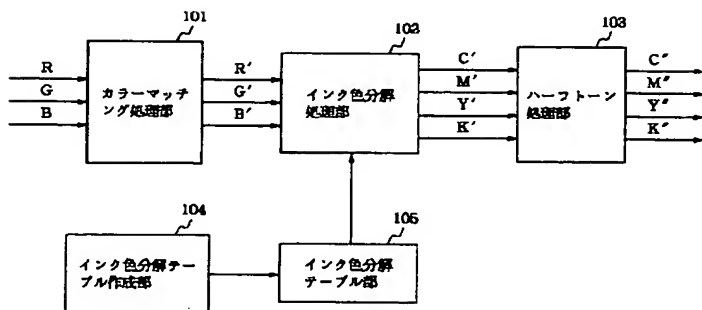 101
102
103
R
G
B
カラーマッチ
ング処理部
R′
G′
B′
インク色分解
処理部
C′
M′
Y′
K′
ハーフトーン
処理部
C″
M″
Y″
K″
104
105
インク色分解テー
ブル作成部
インク色分解
テーブル部